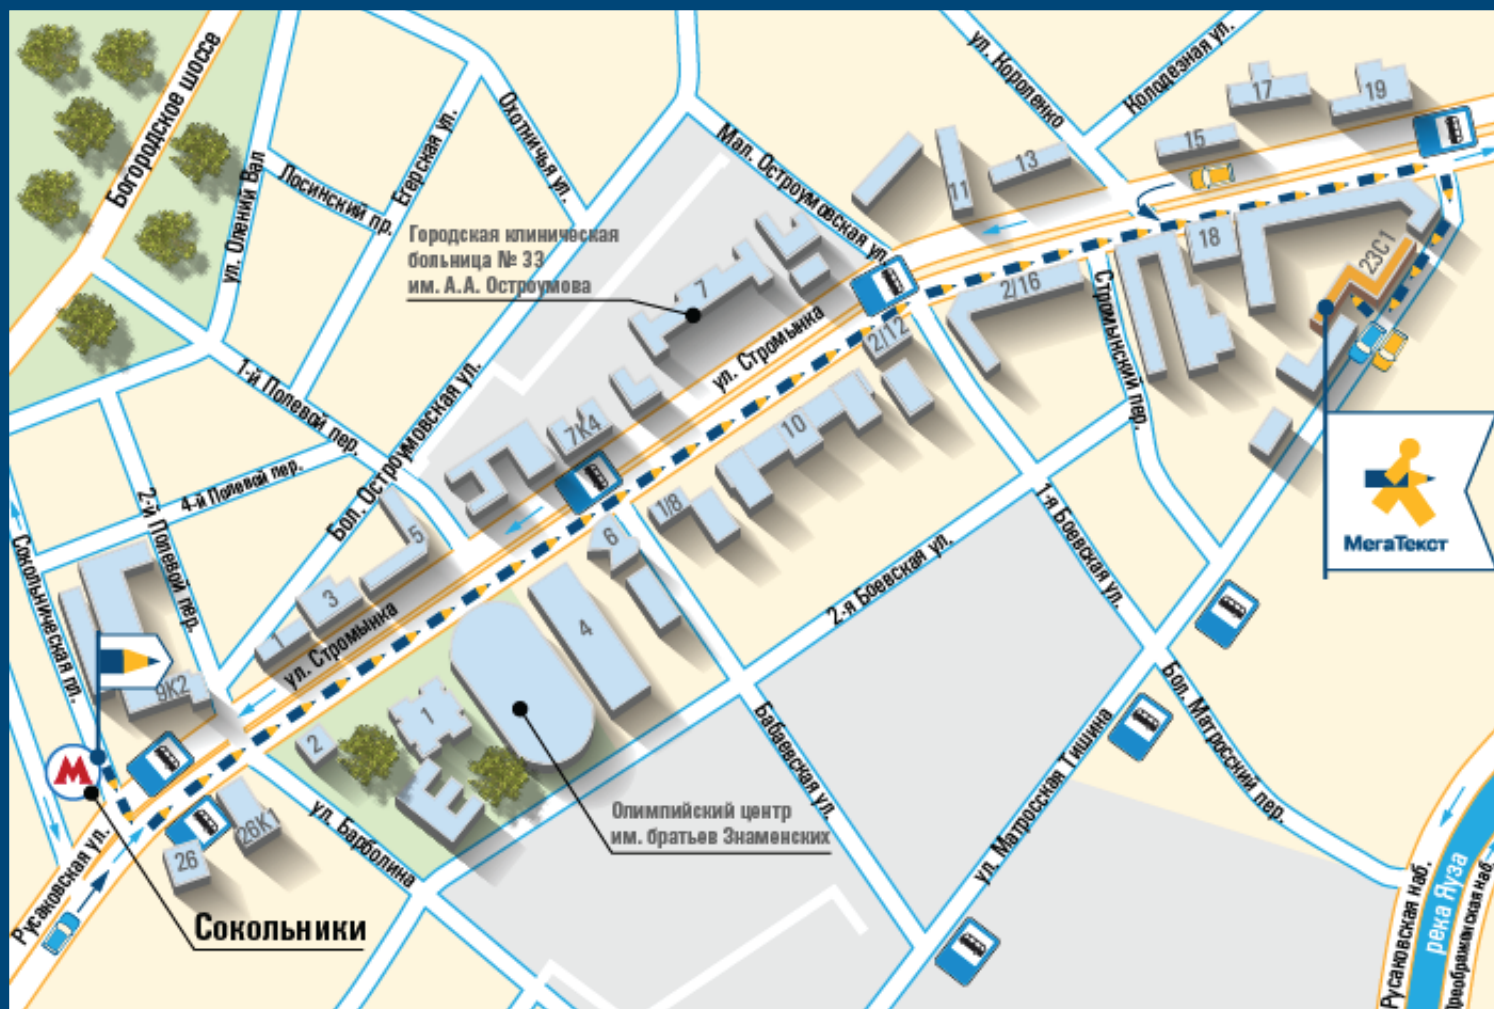 Богородское шоссе
ул. Олений Вал
Лосинский пр.
Егерская ул.
Охотничья ул.
Мал. Остроумовская ул.
ул. Короленко
Колодезная ул.
17
19
15
13
11
18
23С1
2/16
Стромынский пер.
Городская клиническая
больница № 33
им. А.А. Остроумова
7
ул. Стромынка
2/12
10
7К4
1/8
6
1-й Полевой пер.
4-й Полевой пер.
2-й Полевой пер.
Бол. Остроумовская ул.
5
3
1
ул. Стромынка
Сокольническая пл.
9К2
4
1
2
2-я Боевская ул.
1-я Боевская ул.
МегаТекст
Бабаевская ул.
ул. Матросская Тишина
Бол. Матросский пер.
Олимпийский центр
им. братьев Знаменских
ул. Барболина
М
26К1
26
Русаковская ул.
Сокольники
Русаковская наб.
река Яуза
Преображенская наб.